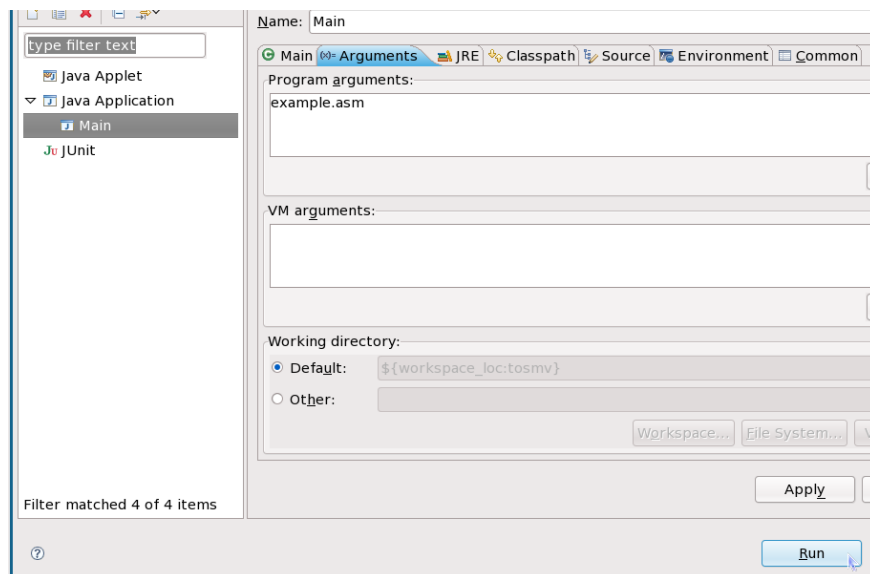 Name: Main
type filter text
Main (x)= Arguments JRE Classpath Source Environment Common
Java Applet
Program arguments:
Java Application
example.asm
Main
Ju JUnit
VM arguments:
Working directory:
Default: ${workspace_loc:tosmv}
Other:
Workspace... File System... V
Apply
Filter matched 4 of 4 items
Run